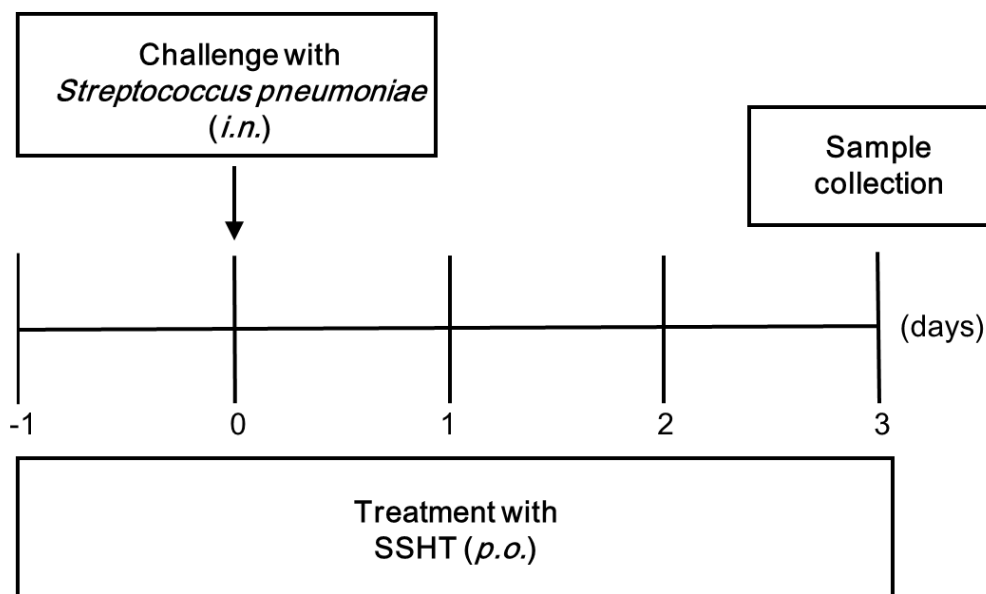 Challenge with
Streptococcus pneumoniae
(i.n.)
Sample
collection
(days)
-1 0 1 2 3
Treatment with
SSHT (p.o.)